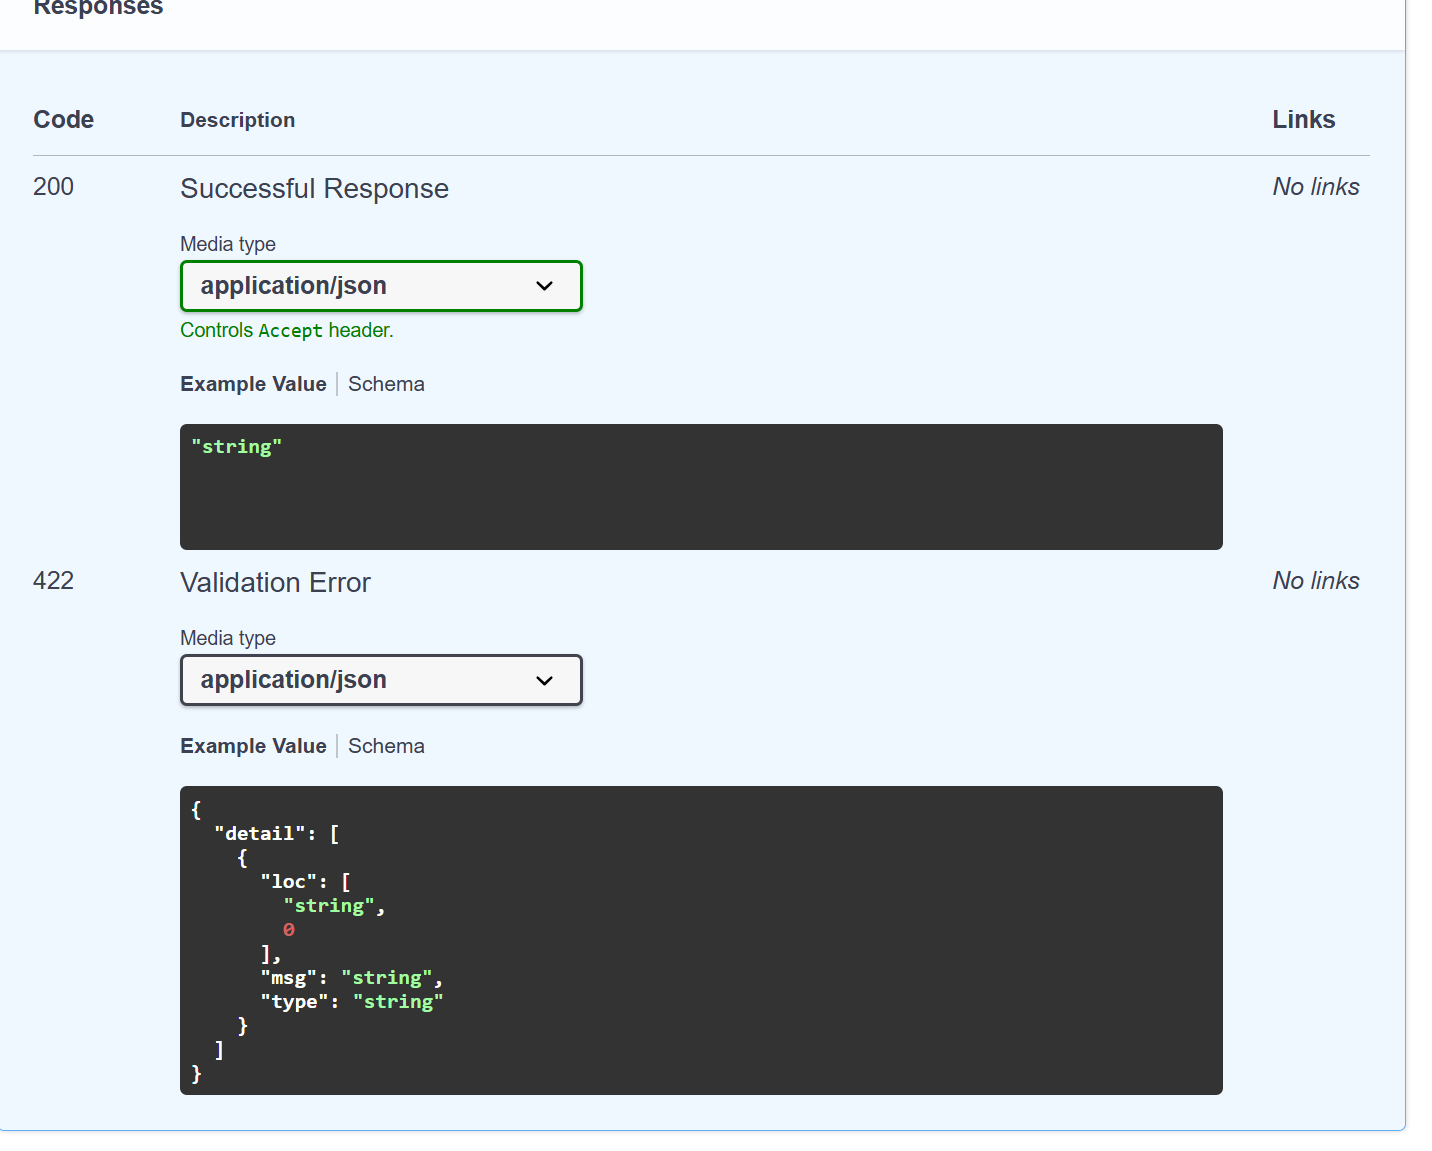 Responses
Code Description Links
200 Successful Response No links
Media type
application/json
Controls Accept header.
Example Value Schema
"string"
422 Validation Error No links
Media type
application/json
Example Value Schema
{
  "detail": [
    {
      "loc": [
        "string",
        0
      ],
      "msg": "string",
      "type": "string"
    }
  ]
}